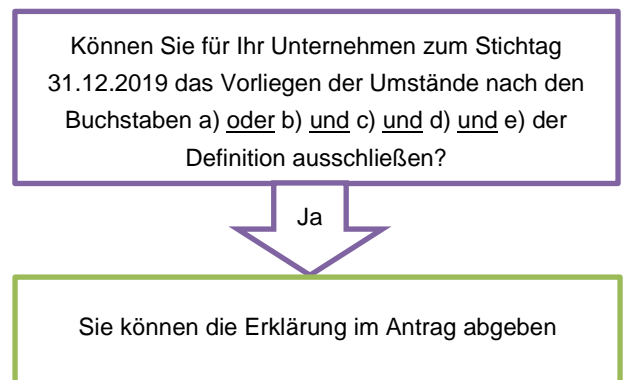 Können Sie für Ihr Unternehmen zum Stichtag
31.12.2019 das Vorliegen der Umstände nach den
Buchstaben a) oder b) und c) und d) und e) der
Definition ausschließen?
Ja
Sie können die Erklärung im Antrag abgeben